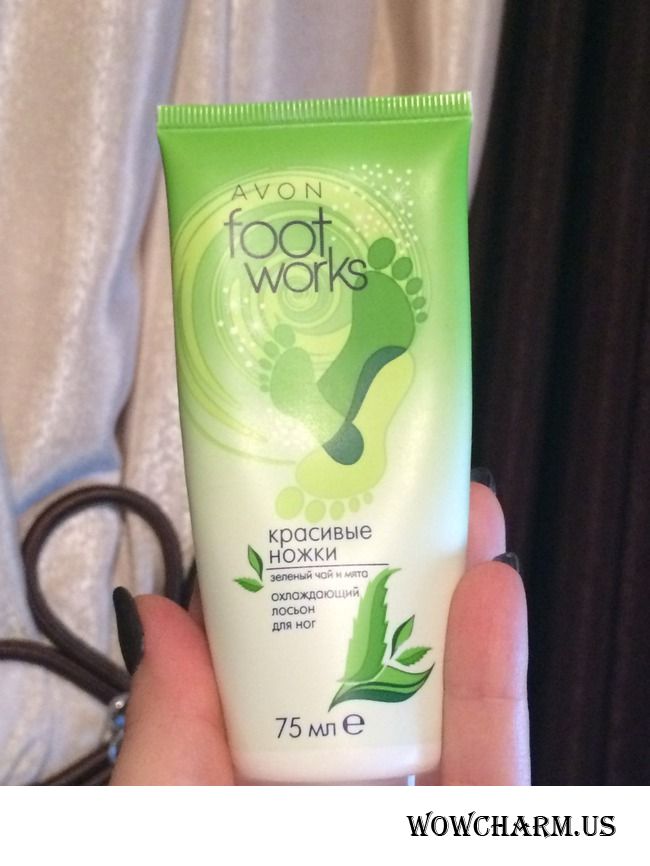 AVON
foot
works
красивые
ножки
зеленый чай и мята
охлаждающий
лосьон
для ног
75 мл e
WOWCHARM.US